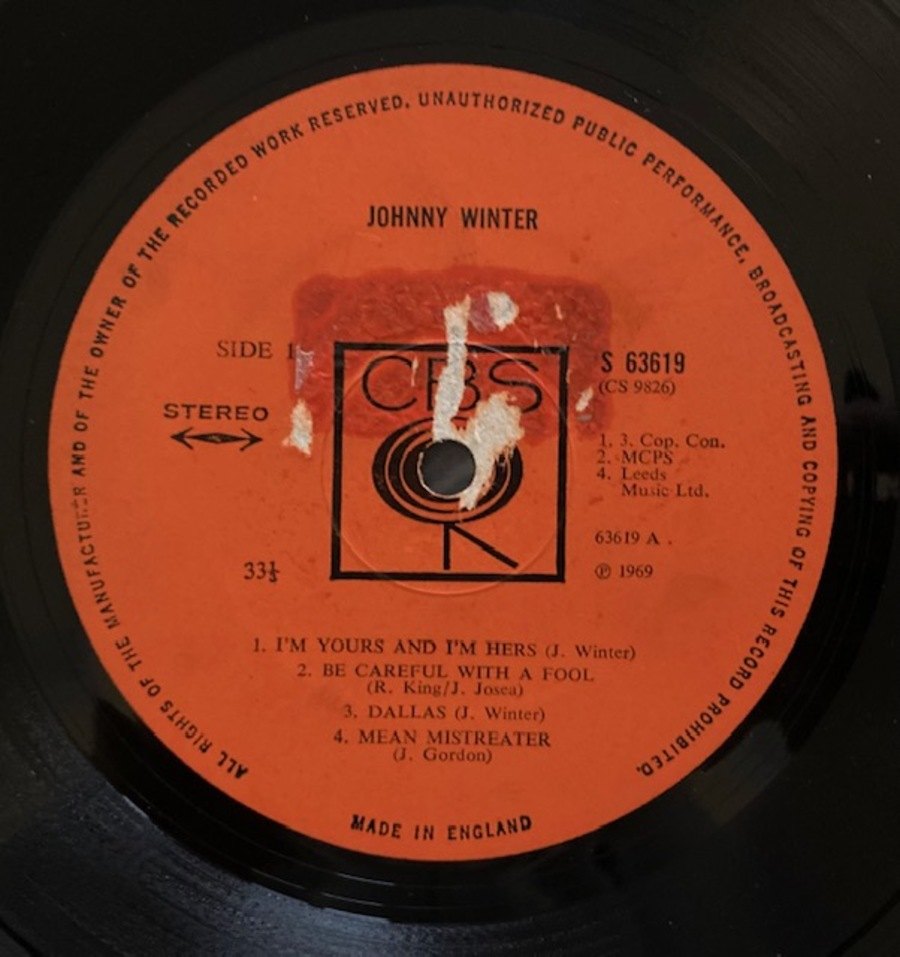 ALL RIGHTS OF THE MANUFACTURER AND OF THE OWNER OF THE RECORDED WORK RESERVED. UNAUTHORIZED PUBLIC PERFORMANCE, BROADCASTING AND COPYING OF THIS RECORD PROHIBITED.
JOHNNY WINTER
SIDE 1
STEREO
33⅓
CBS
S 63619
(CS 9826)
1. 3. Cop. Con.
2. MCPS
4. Leeds
Music Ltd.
63619 A .
℗ 1969
1. I'M YOURS AND I'M HERS (J. Winter)
2. BE CAREFUL WITH A FOOL
(R. King/J. Josea)
3. DALLAS (J. Winter)
4. MEAN MISTREATER
(J. Gordon)
MADE IN ENGLAND